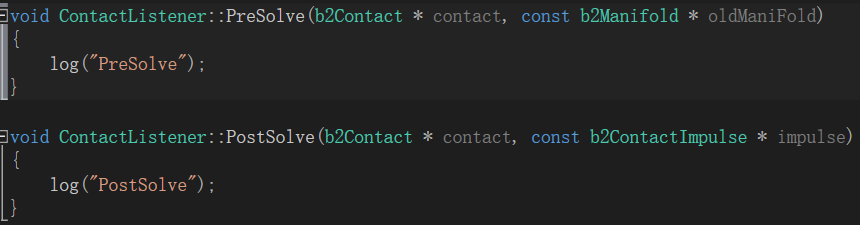 void ContactListener::PreSolve(b2Contact * contact, const b2Manifold * oldManiFold)
{
log("PreSolve");
}
void ContactListener::PostSolve(b2Contact * contact, const b2ContactImpulse * impulse)
{
log("PostSolve");
}